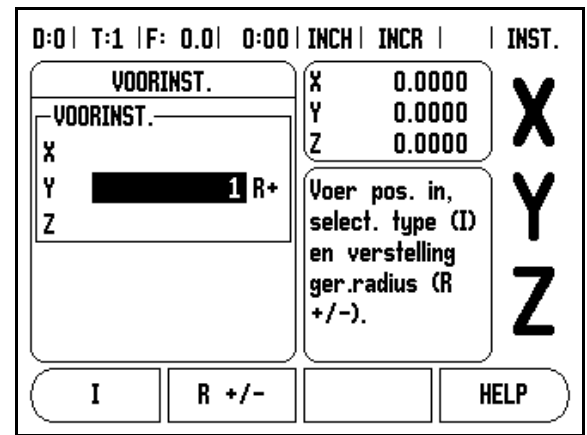 D:0 | T:1 | F: 0.0 | 0:00 | INCH | INCR | | INST.
VOORINST.
VOORINST.
X
Y 1 R+
Z
X 0.0000
Y 0.0000
Z 0.0000
Voer pos. in,
select. type (I)
en verstelling
ger.radius (R
+/-).
X
Y
Z
I R +/- HELP